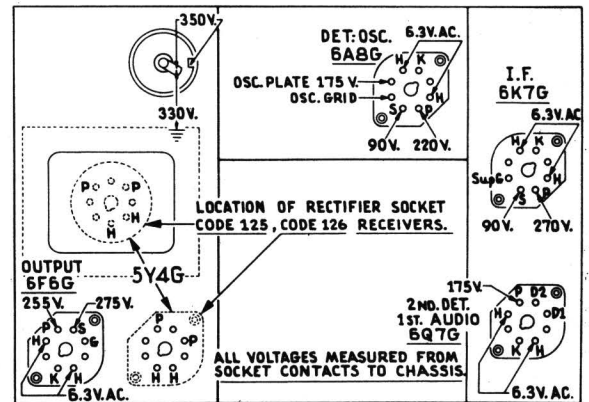 350V.
330V.
DET: OSC.
6A8G
6.3V.AC.
H K
OSC. PLATE 175 V.
OSC. GRID
H
S P
90V. 220V.
I.F.
6K7G
6.3V.AC
H K
SupG
H
S P
90V. 270V.
P P
H
H
LOCATION OF RECTIFIER SOCKET
CODE 125, CODE 126 RECEIVERS.
5Y4G
OUTPUT
6F6G
255V. 275V.
P S
H G
K H
6.3V.AC.
P
P
H H
ALL VOLTAGES MEASURED FROM
SOCKET CONTACTS TO CHASSIS.
2ND. DET.
1ST. AUDIO
6Q7G
175V.
P D2
H D1
K H
6.3V.AC.